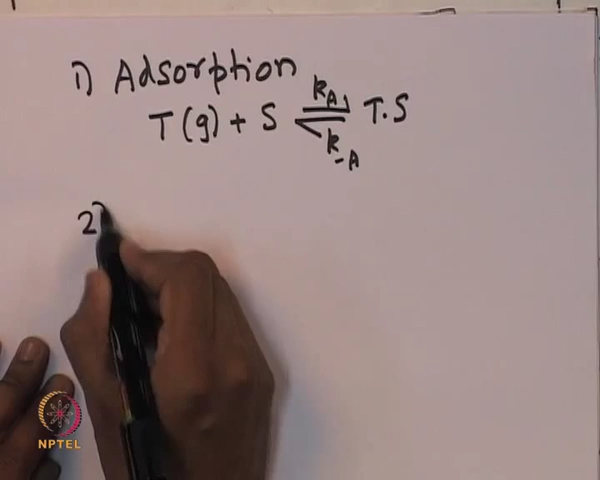 1) Adsorption
T(g) + S ⇌ T.S
k_A
k_-A
2)
NPTEL